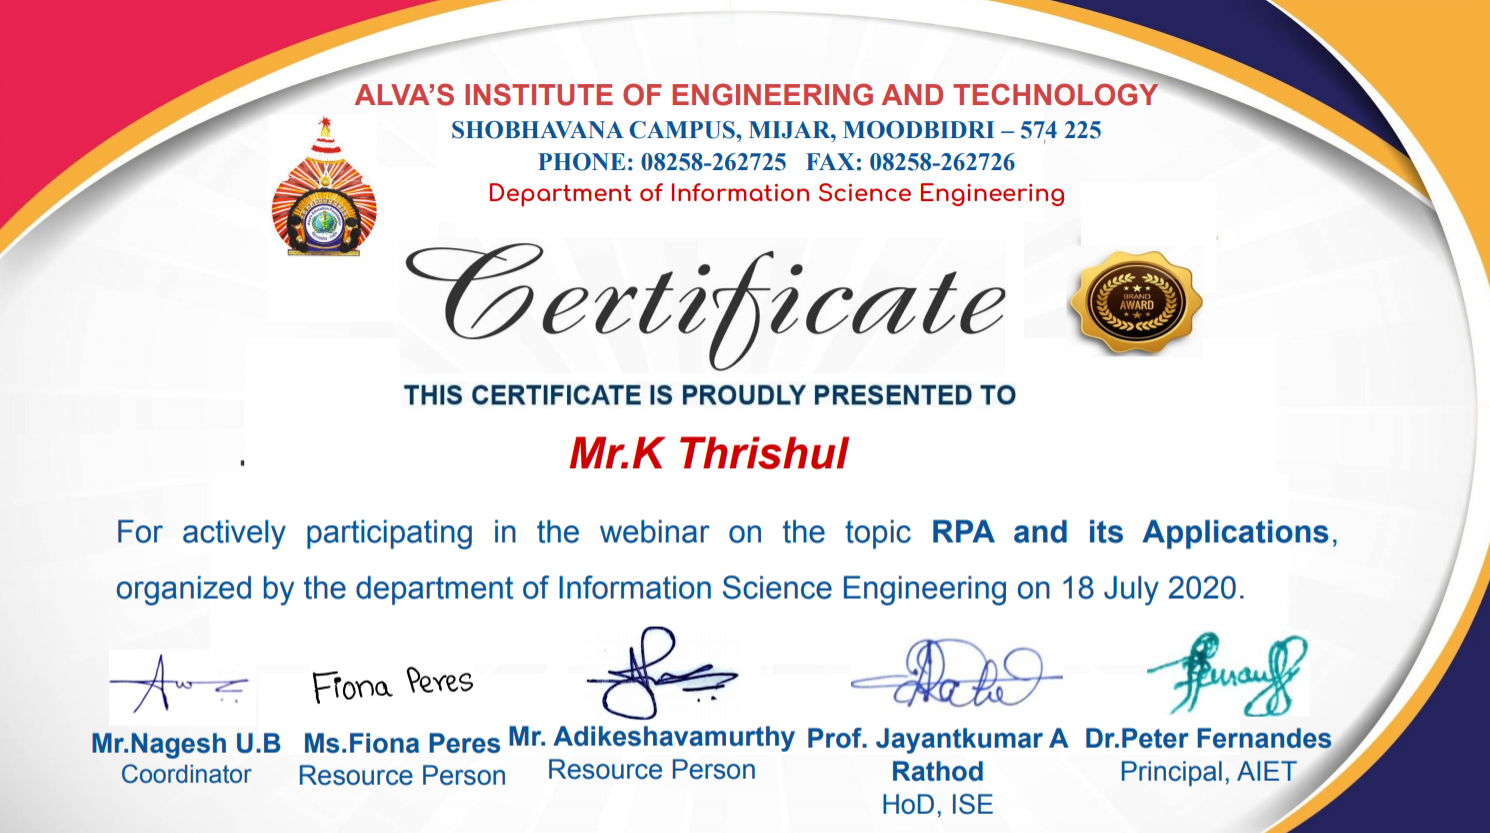 ALVA'S INSTITUTE OF ENGINEERING AND TECHNOLOGY
SHOBHAVANA CAMPUS, MIJAR, MOODBIDRI – 574 225
PHONE: 08258-262725 FAX: 08258-262726
Department of Information Science Engineering
Certificate
BRAND
AWARD
THIS CERTIFICATE IS PROUDLY PRESENTED TO
Mr.K Thrishul
For actively participating in the webinar on the topic RPA and its Applications,
organized by the department of Information Science Engineering on 18 July 2020.
Fiona Peres
Mr.Nagesh U.B
Coordinator
Ms.Fiona Peres
Resource Person
Mr. Adikeshavamurthy
Resource Person
Prof. Jayantkumar A
Rathod
HoD, ISE
Dr.Peter Fernandes
Principal, AIET